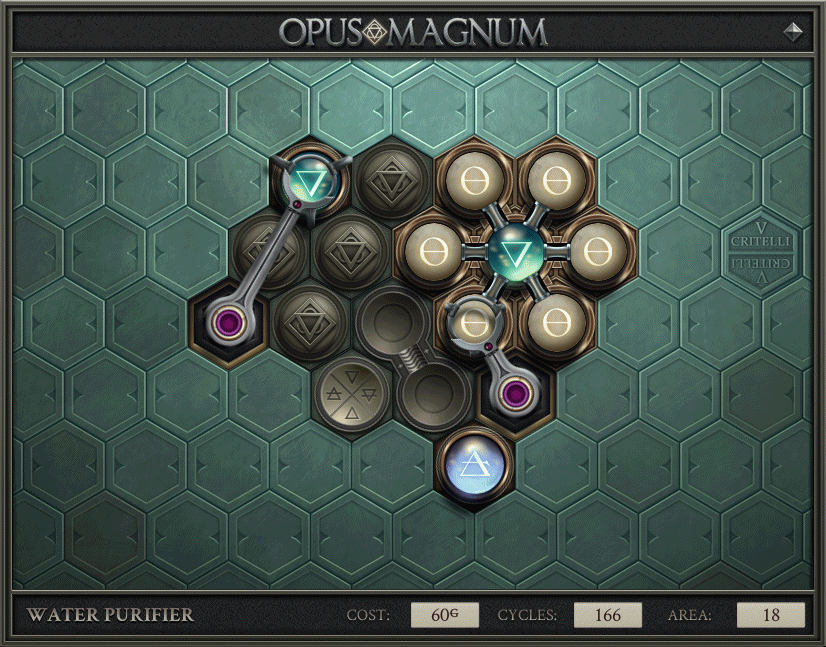 OPUS MAGNUM
V
CRITELLI
CRITELLI
V
WATER PURIFIER COST: 60G CYCLES: 166 AREA: 18